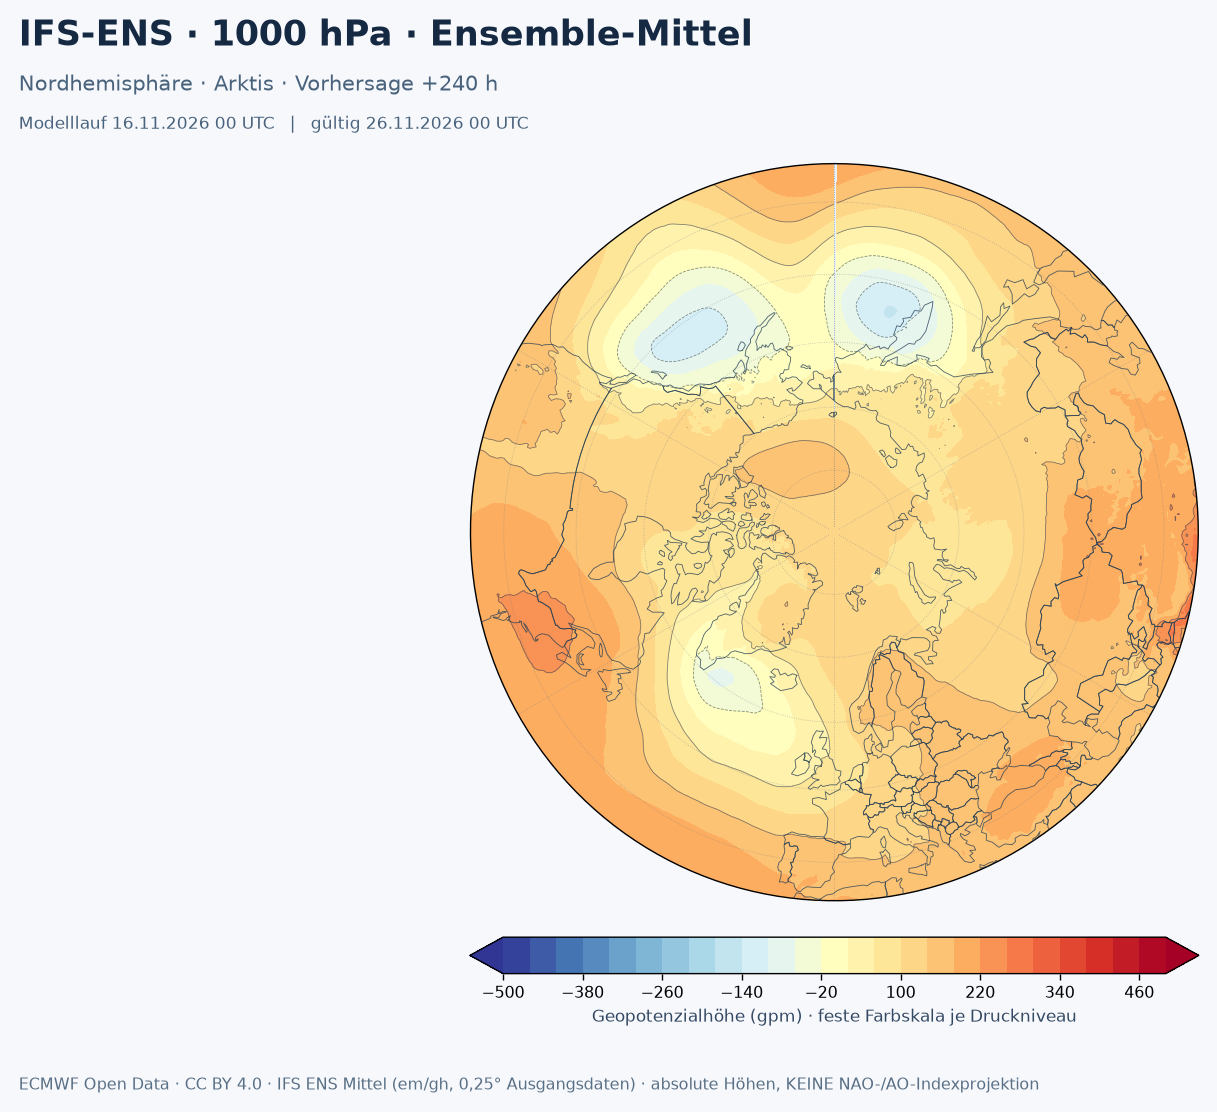 IFS-ENS · 1000 hPa · Ensemble-Mittel
Nordhemisphäre · Arktis · Vorhersage +240 h
Modelllauf 16.11.2026 00 UTC | gültig 26.11.2026 00 UTC
−500 −380 −260 −140 −20 100 220 340 460
Geopotenzialhöhe (gpm) · feste Farbskala je Druckniveau
ECMWF Open Data · CC BY 4.0 · IFS ENS Mittel (em/gh, 0,25° Ausgangsdaten) · absolute Höhen, KEINE NAO-/AO-Indexprojektion